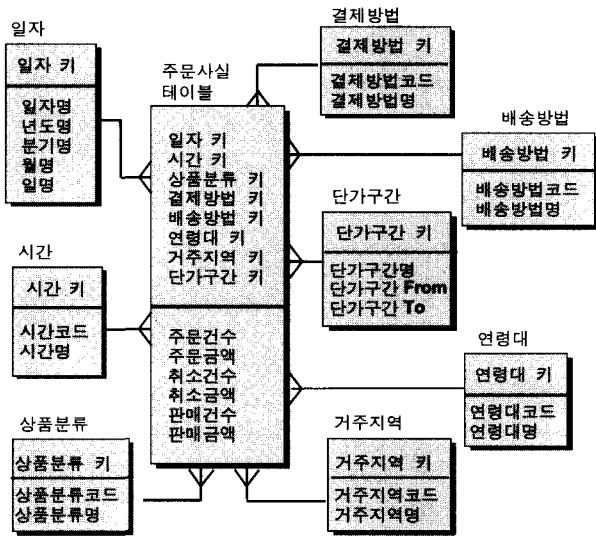 일자
일자 키
일자명
년도명
분기명
월명
일명
시간
시간 키
시간코드
시간명
상품분류
상품분류 키
상품분류코드
상품분류명
주문사실
테이블
일자 키
시간 키
상품분류 키
결제방법 키
배송방법 키
연령대 키
거주지역 키
단가구간 키
주문건수
주문금액
취소건수
취소금액
판매건수
판매금액
결제방법
결제방법 키
결제방법코드
결제방법명
배송방법
배송방법 키
배송방법코드
배송방법명
단가구간
단가구간 키
단가구간명
단가구간 From
단가구간 To
연령대
연령대 키
연령대코드
연령대명
거주지역
거주지역 키
거주지역코드
거주지역명